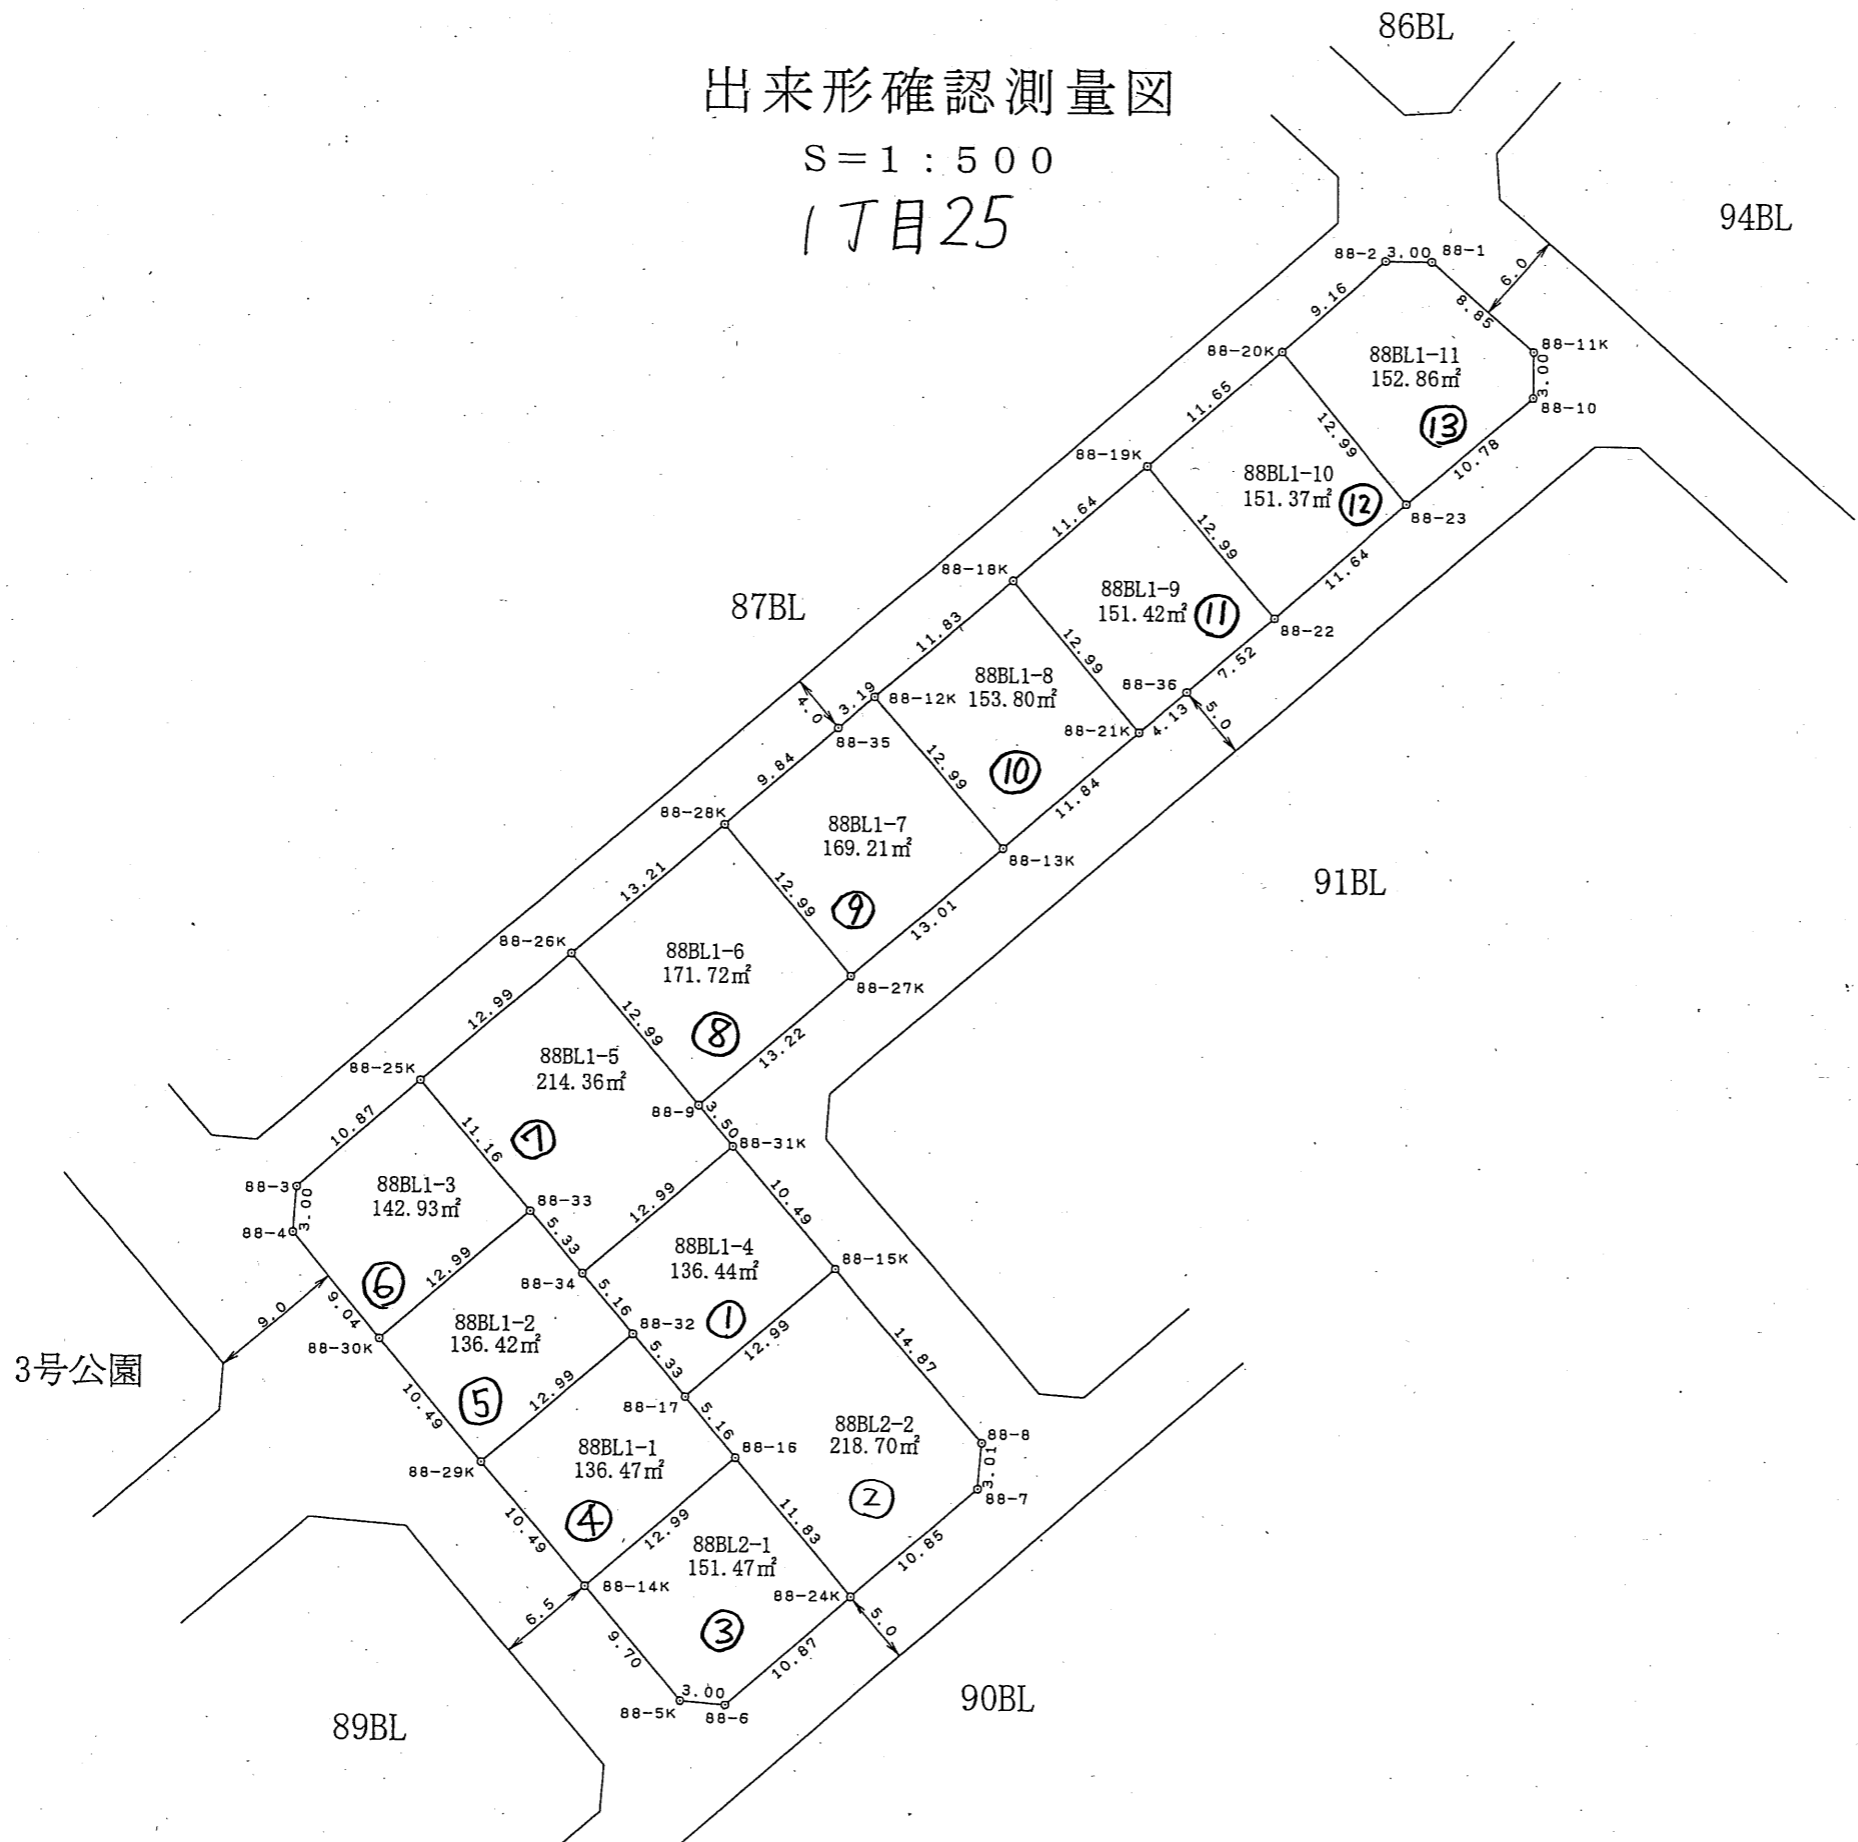 86BL
出来形確認測量図
S＝1：500
1丁目25
94BL
88-2 3.00 88-1
6.0
9.16
8.85
88-20K
88BL1-11
152.86㎡
88-11K
3.00
88-10
⑬
11.65
12.99
10.78
88-19K
88BL1-10
151.37㎡
⑫
88-23
11.64
12.99
11.64
88-18K
88BL1-9
151.42㎡
⑪
88-22
87BL
11.83
12.99
7.52
88BL1-8
153.80㎡
88-36
4.0
3.19
88-12K
5.0
88-21K
4.13
88-35
9.84
12.99
⑩
11.84
88-28K
88BL1-7
169.21㎡
88-13K
91BL
13.21
12.99
⑨
13.01
88-26K
88BL1-6
171.72㎡
88-27K
12.99
12.99
⑧
13.22
88-25K
88BL1-5
214.36㎡
88-9
3.50
88-31K
10.87
11.16
⑦
88-3
3.00
88-4
88BL1-3
142.93㎡
88-33
12.99
10.49
5.33
88BL1-4
136.44㎡
88-15K
⑥
12.99
88-34
5.16
9.0
9.04
88BL1-2
136.42㎡
88-32
①
12.99
14.87
88-30K
3号公園
5.33
10.49
⑤
12.99
88-17
5.16
88BL2-2
218.70㎡
88-8
3.01
88-7
88BL1-1
136.47㎡
88-16
88-29K
②
10.49
④
12.99
11.83
10.85
88BL2-1
151.47㎡
88-14K
88-24K
6.5
③
5.0
9.70
10.87
3.00
88-5K
88-6
90BL
89BL